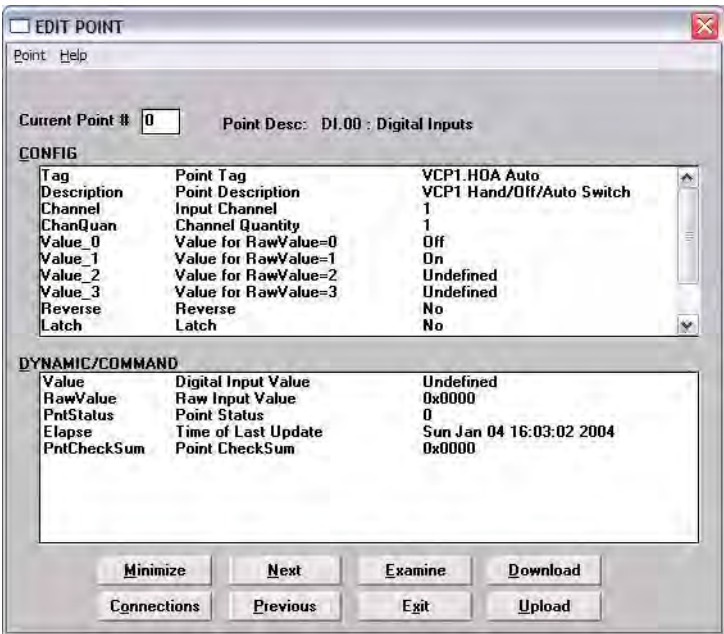 EDIT POINT
Point Help
Current Point # 0 Point Desc: DI.00 : Digital Inputs
CONFIG
Tag Point Tag VCP1.HOA Auto
Description Point Description VCP1 Hand/Off/Auto Switch
Channel Input Channel 1
ChanQuan Channel Quantity 1
Value_0 Value for RawValue=0 Off
Value_1 Value for RawValue=1 On
Value_2 Value for RawValue=2 Undefined
Value_3 Value for RawValue=3 Undefined
Reverse Reverse No
Latch Latch No
DYNAMIC/COMMAND
Value Digital Input Value Undefined
RawValue Raw Input Value 0x0000
PntStatus Point Status 0
Elapse Time of Last Update Sun Jan 04 16:03:02 2004
PntCheckSum Point CheckSum 0x0000
Minimize Next Examine Download
Connections Previous Exit Upload